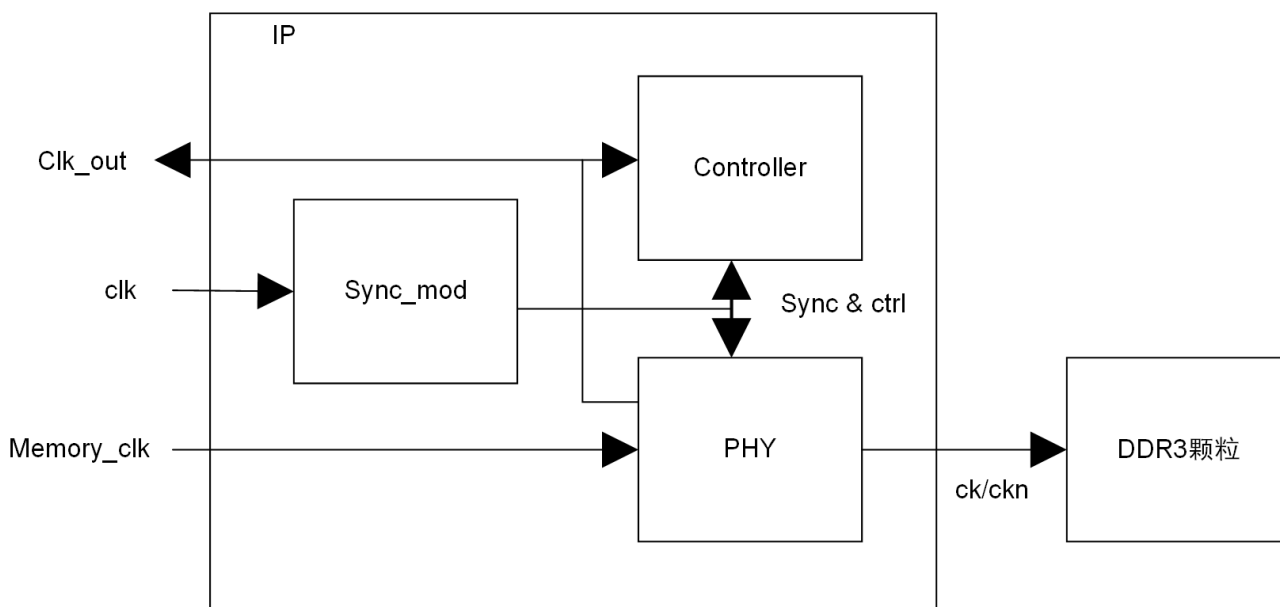 IP
Clk_out
Controller
clk
Sync_mod
Sync & ctrl
Memory_clk
PHY
DDR3颗粒
ck/ckn